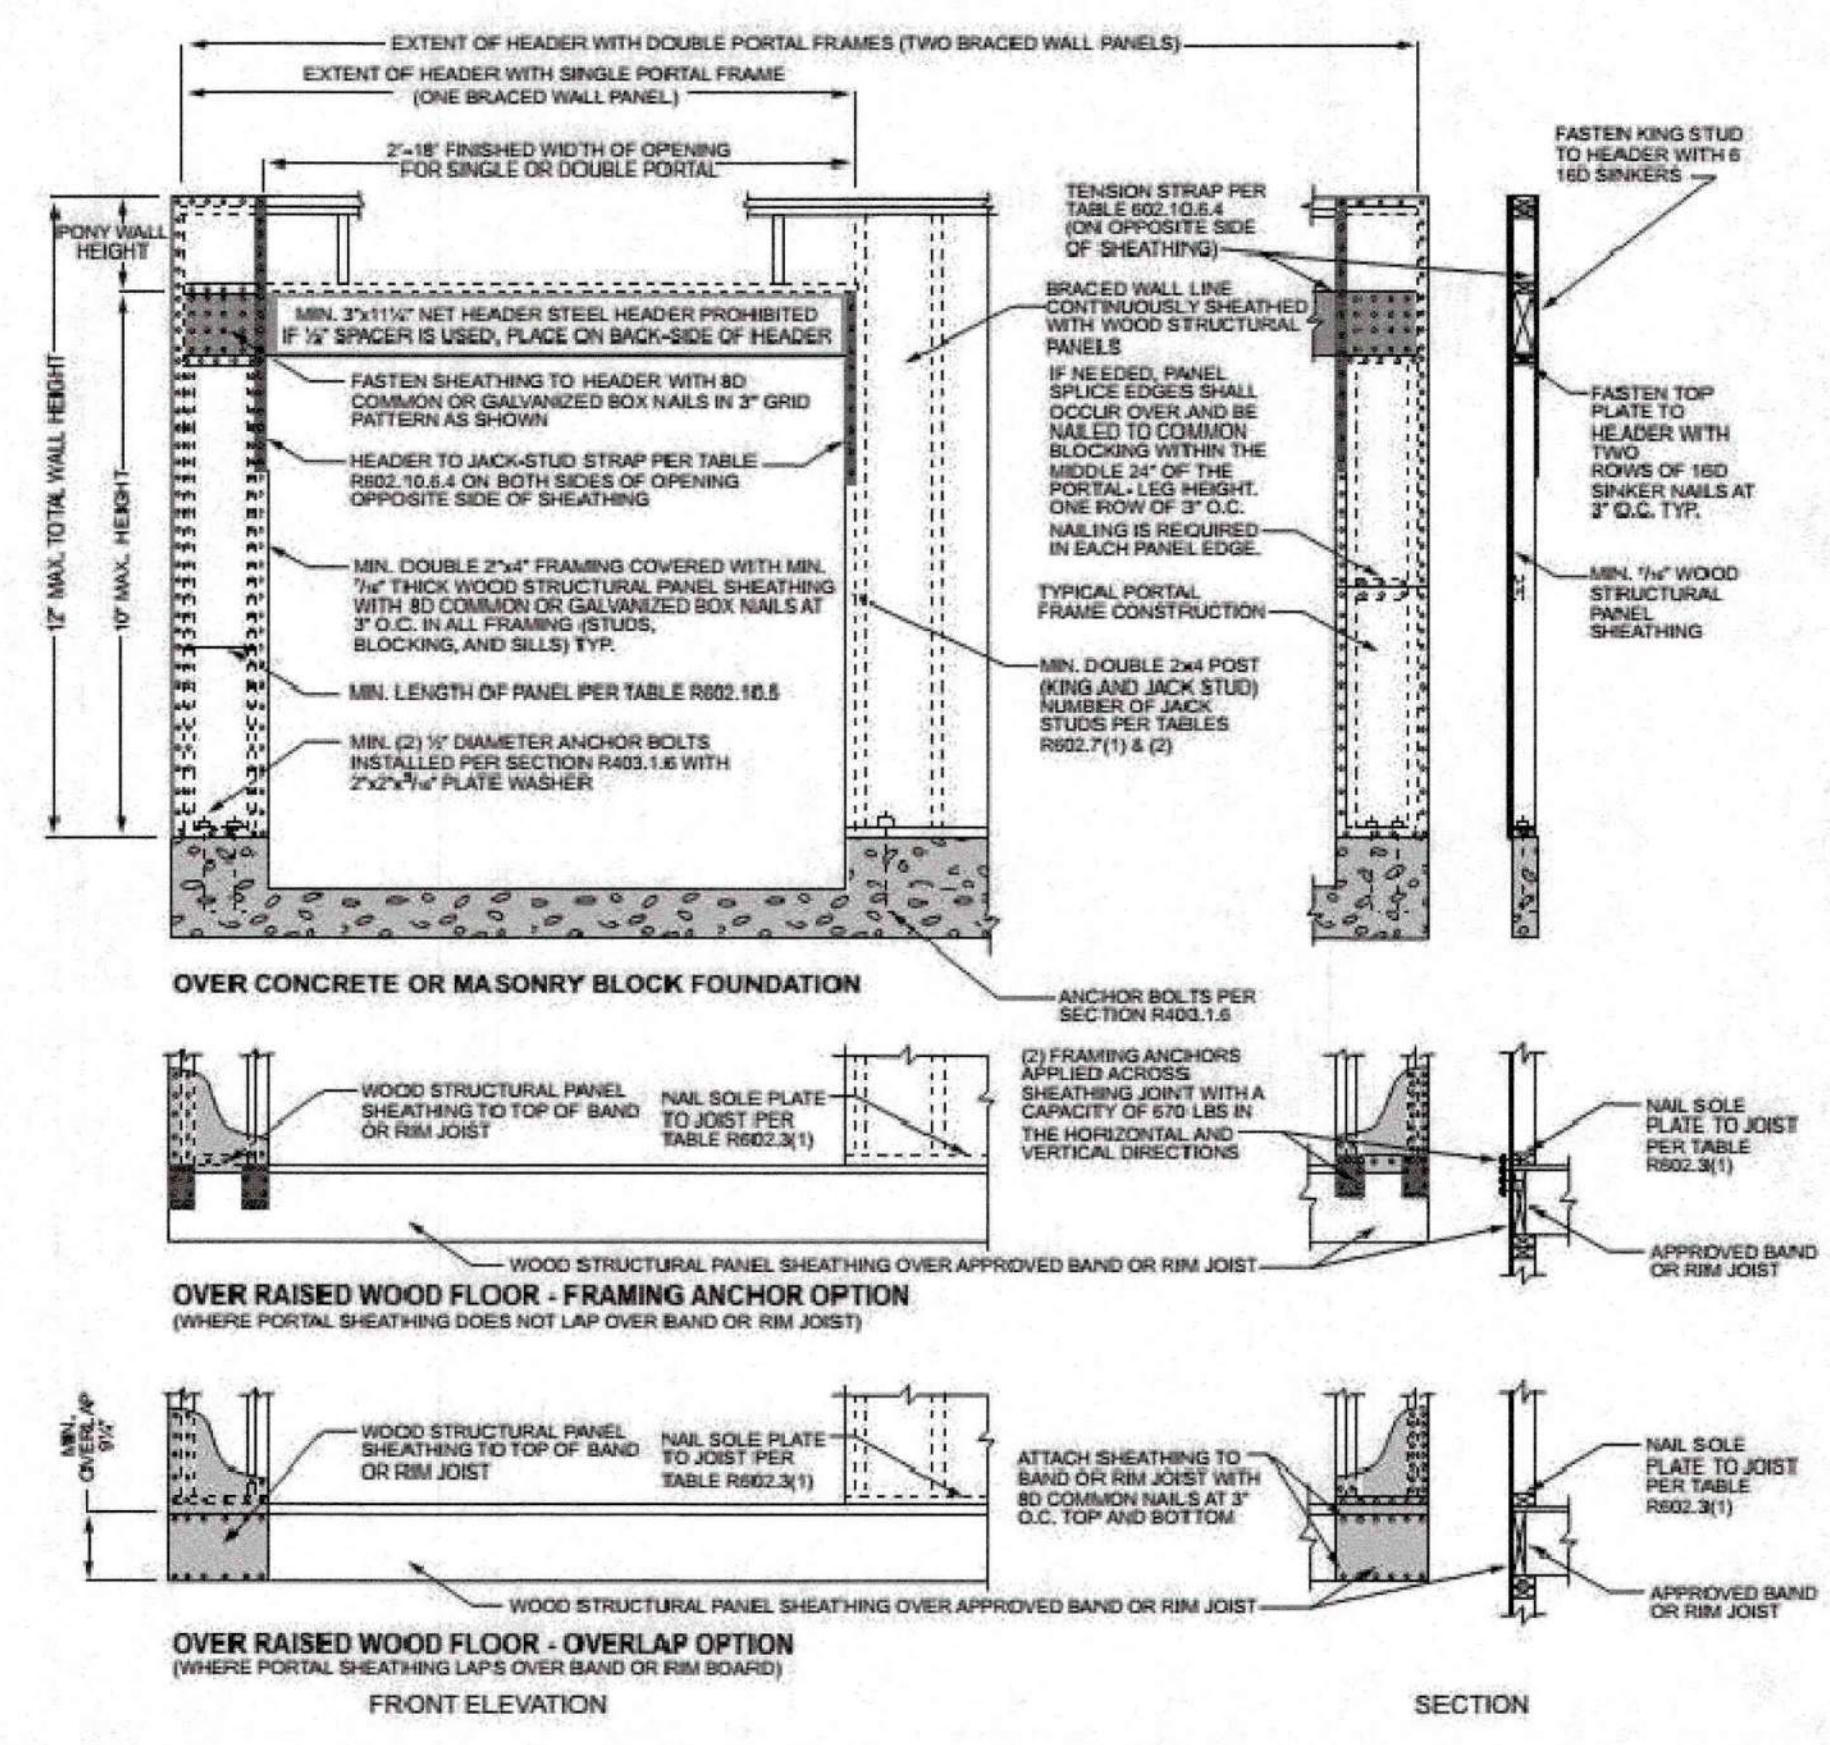 EXTENT OF HEADER WITH DOUBLE PORTAL FRAMES (TWO BRACED WALL PANELS)
EXTENT OF HEADER WITH SINGLE PORTAL FRAME
(ONE BRACED WALL PANEL)
2'-18' FINISHED WIDTH OF OPENING
FOR SINGLE OR DOUBLE PORTAL
PONY WALL
HEIGHT
12" MAX. TOTAL WALL HEIGHT
10" MAX. HEIGHT
MIN. 3"x11¼" NET HEADER STEEL HEADER PROHIBITED
IF ½" SPACER IS USED, PLACE ON BACK-SIDE OF HEADER
FASTEN SHEATHING TO HEADER WITH 8D
COMMON OR GALVANIZED BOX NAILS IN 3" GRID
PATTERN AS SHOWN
HEADER TO JACK-STUD STRAP PER TABLE
R602.10.6.4 ON BOTH SIDES OF OPENING
OPPOSITE SIDE OF SHEATHING
MIN. DOUBLE 2"x4" FRAMING COVERED WITH MIN.
7/16" THICK WOOD STRUCTURAL PANEL SHEATHING
WITH 8D COMMON OR GALVANIZED BOX NAILS AT
3" O.C. IN ALL FRAMING (STUDS,
BLOCKING, AND SILLS) TYP.
MIN. LENGTH OF PANEL PER TABLE R602.10.5
MIN. (2) ½" DIAMETER ANCHOR BOLTS
INSTALLED PER SECTION R403.1.6 WITH
2"x2"x3/16" PLATE WASHER
TENSION STRAP PER
TABLE 602.10.6.4
(ON OPPOSITE SIDE
OF SHEATHING)
BRACED WALL LINE
CONTINUOUSLY SHEATHED
WITH WOOD STRUCTURAL
PANELS
IF NEEDED, PANEL
SPLICE EDGES SHALL
OCCUR OVER AND BE
NAILED TO COMMON
BLOCKING WITHIN THE
MIDDLE 24" OF THE
PORTAL-LEG HEIGHT.
ONE ROW OF 3" O.C.
NAILING IS REQUIRED
IN EACH PANEL EDGE.
TYPICAL PORTAL
FRAME CONSTRUCTION
MIN. DOUBLE 2x4 POST
(KING AND JACK STUD)
NUMBER OF JACK
STUDS PER TABLES
R602.7(1) & (2)
FASTEN KING STUD
TO HEADER WITH 6
16D SINKERS
FASTEN TOP
PLATE TO
HEADER WITH
TWO
ROWS OF 16D
SINKER NAILS AT
3" O.C. TYP.
MIN. 7/16" WOOD
STRUCTURAL
PANEL
SHEATHING
OVER CONCRETE OR MASONRY BLOCK FOUNDATION
ANCHOR BOLTS PER
SECTION R403.1.6
WOOD STRUCTURAL PANEL
SHEATHING TO TOP OF BAND
OR RIM JOIST
NAIL SOLE PLATE
TO JOIST PER
TABLE R602.3(1)
(2) FRAMING ANCHORS
APPLIED ACROSS
SHEATHING JOINT WITH A
CAPACITY OF 670 LBS IN
THE HORIZONTAL AND
VERTICAL DIRECTIONS
NAIL SOLE
PLATE TO JOIST
PER TABLE
R602.3(1)
APPROVED BAND
OR RIM JOIST
WOOD STRUCTURAL PANEL SHEATHING OVER APPROVED BAND OR RIM JOIST
OVER RAISED WOOD FLOOR - FRAMING ANCHOR OPTION
(WHERE PORTAL SHEATHING DOES NOT LAP OVER BAND OR RIM JOIST)
MIN.
OVERLAP
9¼"
WOOD STRUCTURAL PANEL
SHEATHING TO TOP OF BAND
OR RIM JOIST
NAIL SOLE PLATE
TO JOIST PER
TABLE R602.3(1)
ATTACH SHEATHING TO
BAND OR RIM JOIST WITH
8D COMMON NAILS AT 3"
O.C. TOP AND BOTTOM
NAIL SOLE
PLATE TO JOIST
PER TABLE
R602.3(1)
APPROVED BAND
OR RIM JOIST
WOOD STRUCTURAL PANEL SHEATHING OVER APPROVED BAND OR RIM JOIST
OVER RAISED WOOD FLOOR - OVERLAP OPTION
(WHERE PORTAL SHEATHING LAPS OVER BAND OR RIM BOARD)
FRONT ELEVATION
SECTION